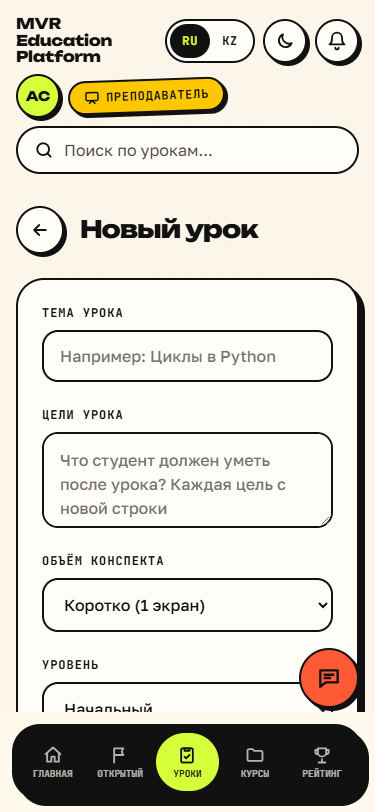 MVR
Education
Platform
RU
KZ
АС
ПРЕПОДАВАТЕЛЬ
Поиск по урокам...
Новый урок
ТЕМА УРОКА
Например: Циклы в Python
ЦЕЛИ УРОКА
Что студент должен уметь
после урока? Каждая цель с
новой строки
ОБЪЁМ КОНСПЕКТА
Коротко (1 экран)
УРОВЕНЬ
Начальный
ГЛАВНАЯ
ОТКРЫТЫЙ
УРОКИ
КУРСЫ
РЕЙТИНГ